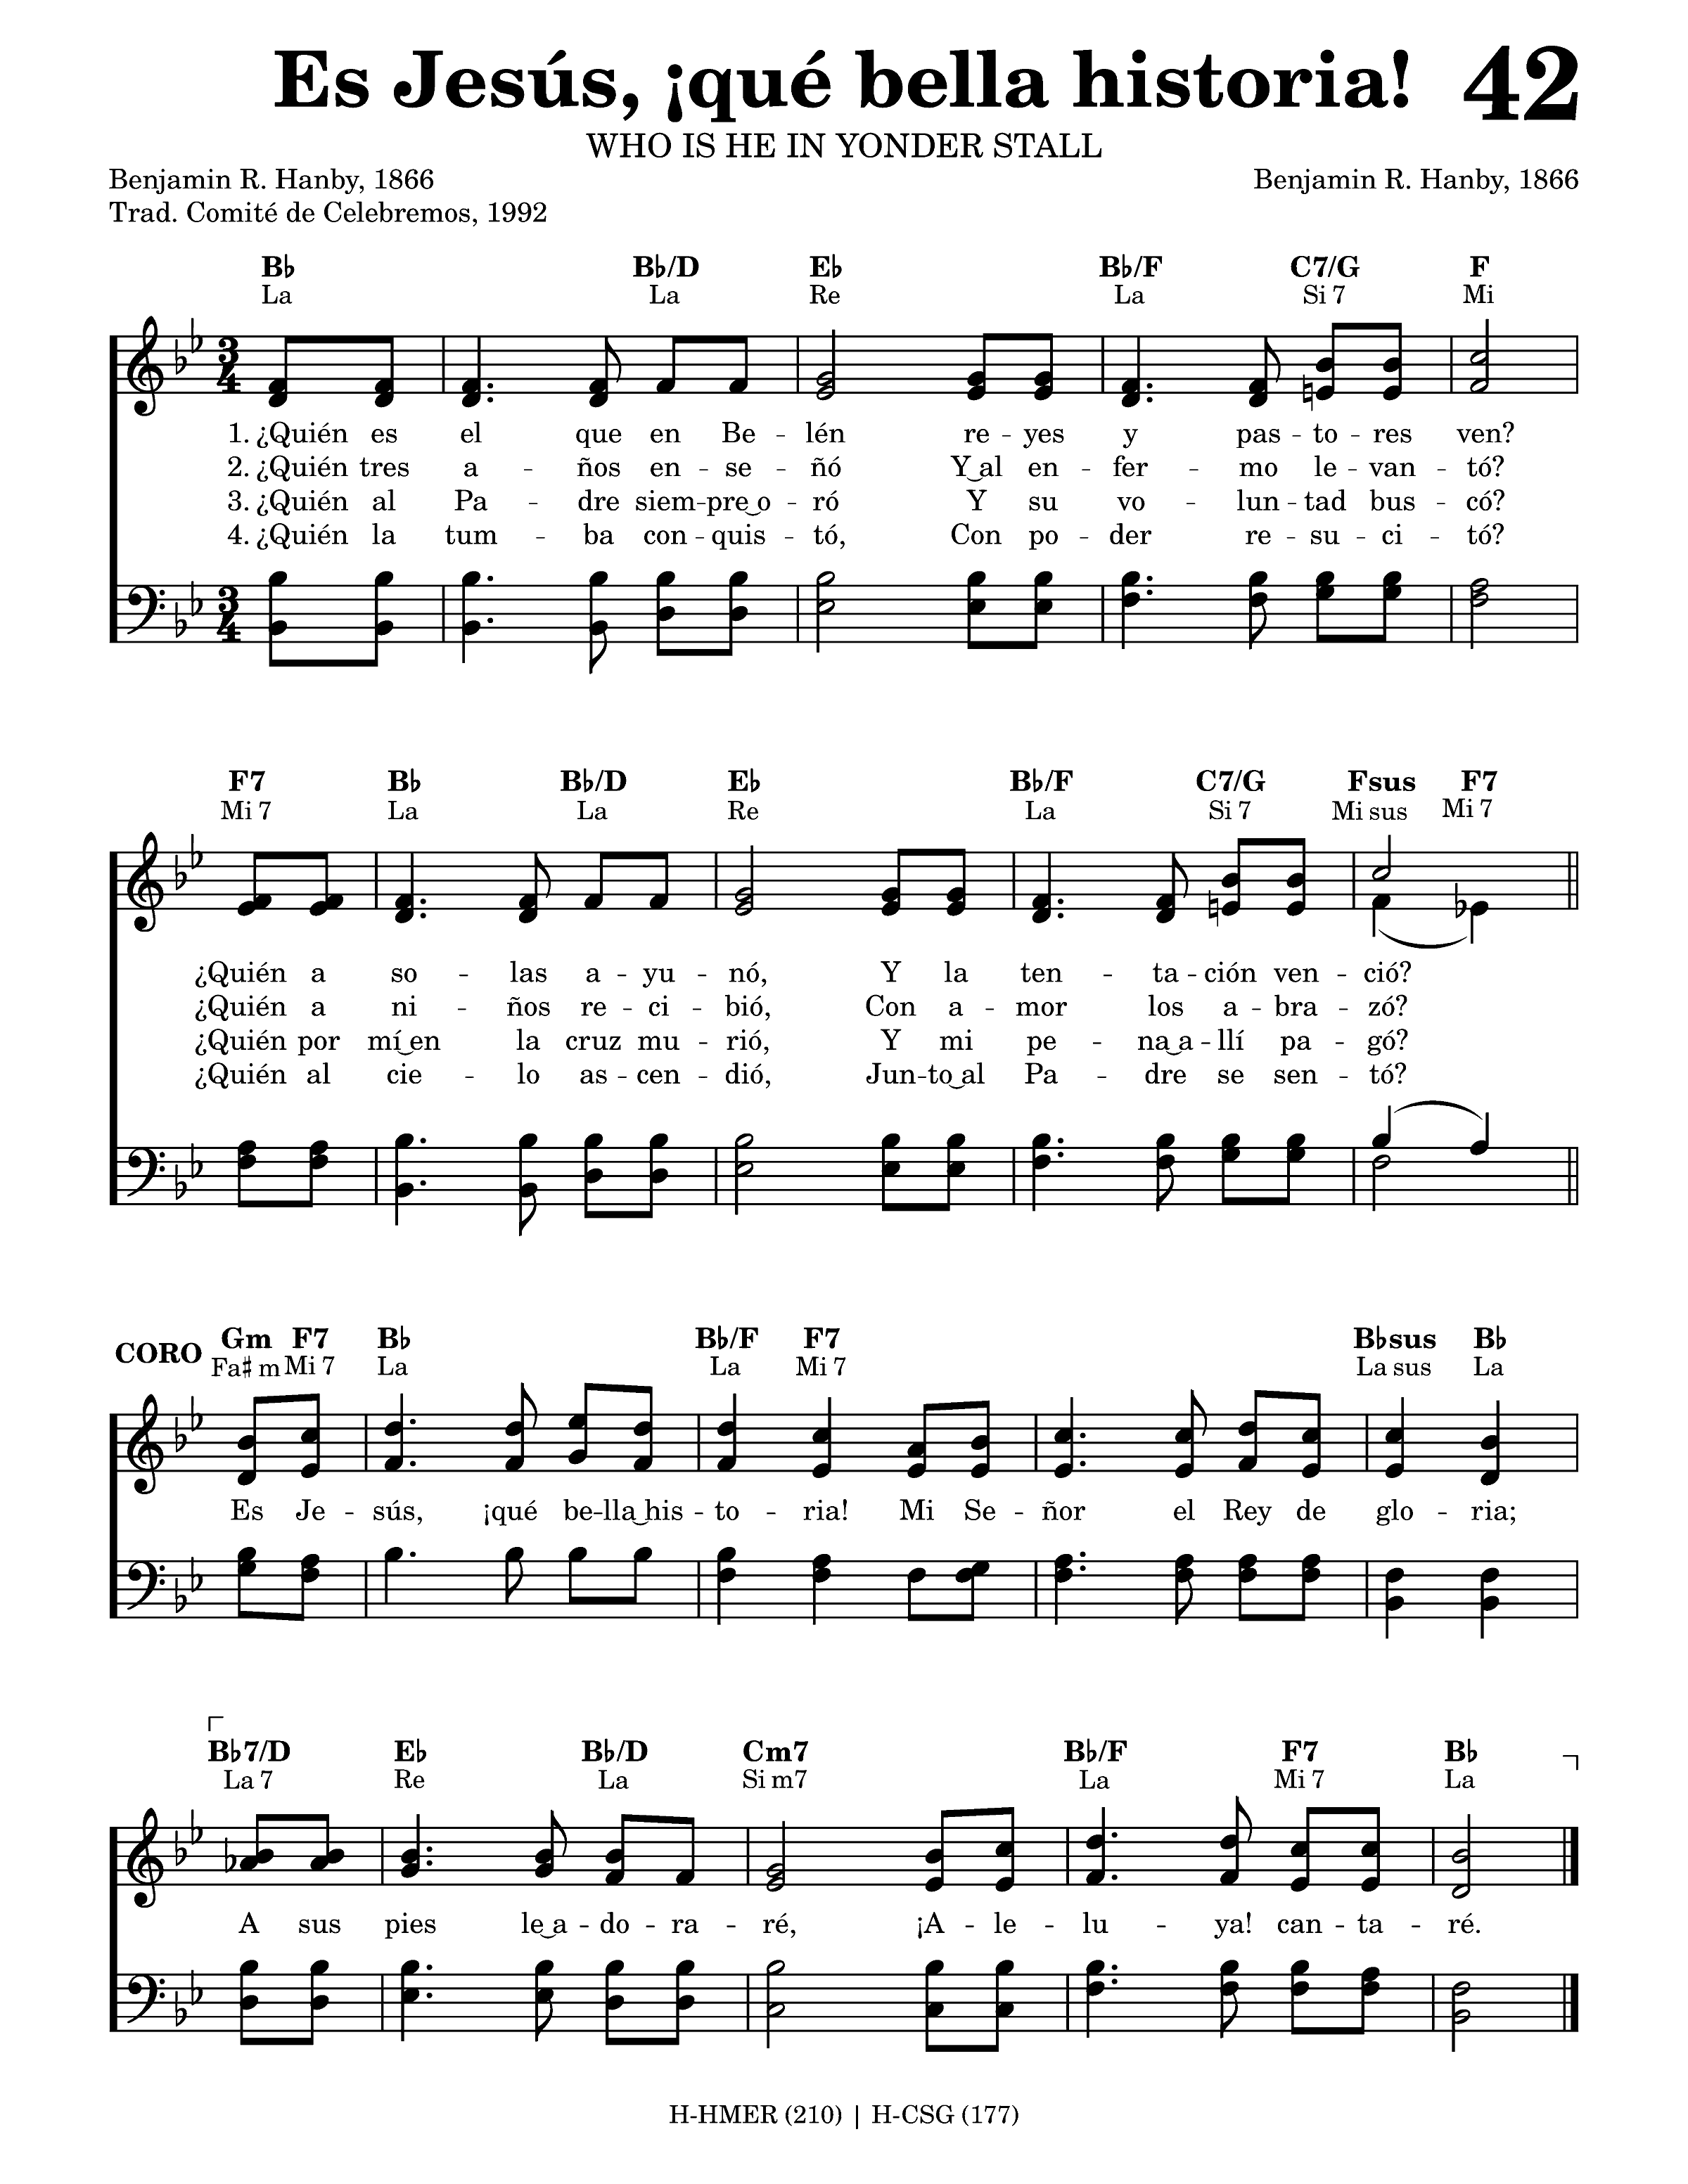 Es Jesús, ¡qué bella historia! 42
WHO IS HE IN YONDER STALL
Benjamin R. Hanby, 1866 Benjamin R. Hanby, 1866
Trad. Comité de Celebremos, 1992
B♭ B♭/D E♭ B♭/F C7/G F
La La Re La Si 7 Mi
3 4
1. ¿Quién es el que en Be - lén re - yes y pas - to - res ven?
2. ¿Quién tres a - ños en - se - ñó Y‿al en - fer - mo le - van - tó?
3. ¿Quién al Pa - dre siem - pre‿o - ró Y su vo - lun - tad bus - có?
4. ¿Quién la tum - ba con - quis - tó, Con po - der re - su - ci - tó?
3 4
F7 B♭ B♭/D E♭ B♭/F C7/G Fsus F7
Mi 7 La La Re La Si 7 Mi sus Mi 7
¿Quién a so - las a - yu - nó, Y la ten - ta - ción ven - ció?
¿Quién a ni - ños re - ci - bió, Con a - mor los a - bra - zó?
¿Quién por mí‿en la cruz mu - rió, Y mi pe - na‿a - llí pa - gó?
¿Quién al cie - lo as - cen - dió, Jun - to‿al Pa - dre se sen - tó?
CORO Gm F7 B♭ B♭/F F7 B♭sus B♭
Fa♯ m Mi 7 La La Mi 7 La sus La
Es Je - sús, ¡qué be - lla‿his - to - ria! Mi Se - ñor el Rey de glo - ria;
B♭7/D E♭ B♭/D Cm7 B♭/F F7 B♭
La 7 Re La Si m7 La Mi 7 La
A sus pies le‿a - do - ra - ré, ¡A - le - lu - ya! can - ta - ré.
H-HMER (210) | H-CSG (177)